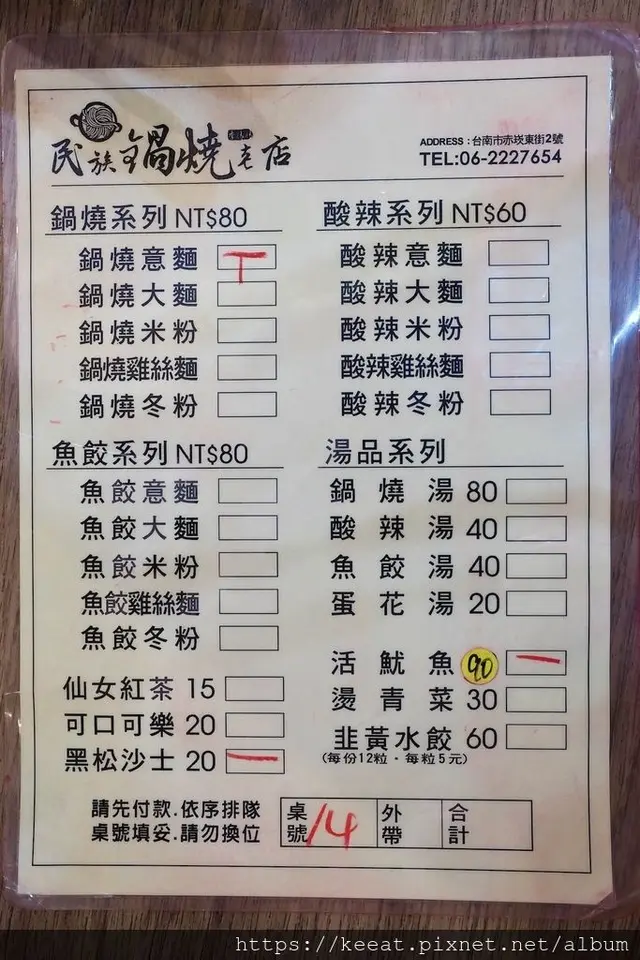 民族鍋燒老店
ADDRESS：台南市赤崁東街2號
TEL:06-2227654
鍋燒系列 NT$80
鍋燒意麵 T
鍋燒大麵
鍋燒米粉
鍋燒雞絲麵
鍋燒冬粉
酸辣系列 NT$60
酸辣意麵
酸辣大麵
酸辣米粉
酸辣雞絲麵
酸辣冬粉
魚餃系列 NT$80
魚餃意麵
魚餃大麵
魚餃米粉
魚餃雞絲麵
魚餃冬粉
湯品系列
鍋燒湯 80
酸辣湯 40
魚餃湯 40
蛋花湯 20
活魷魚 90 一
燙青菜 30
韭黃水餃 60
(每份12粒・每粒5元)
仙女紅茶 15
可口可樂 20
黑松沙士 20 一
請先付款.依序排隊
桌號填妥.請勿換位
桌號 14 外帶 合計
https://keeat.pixnet.net/album